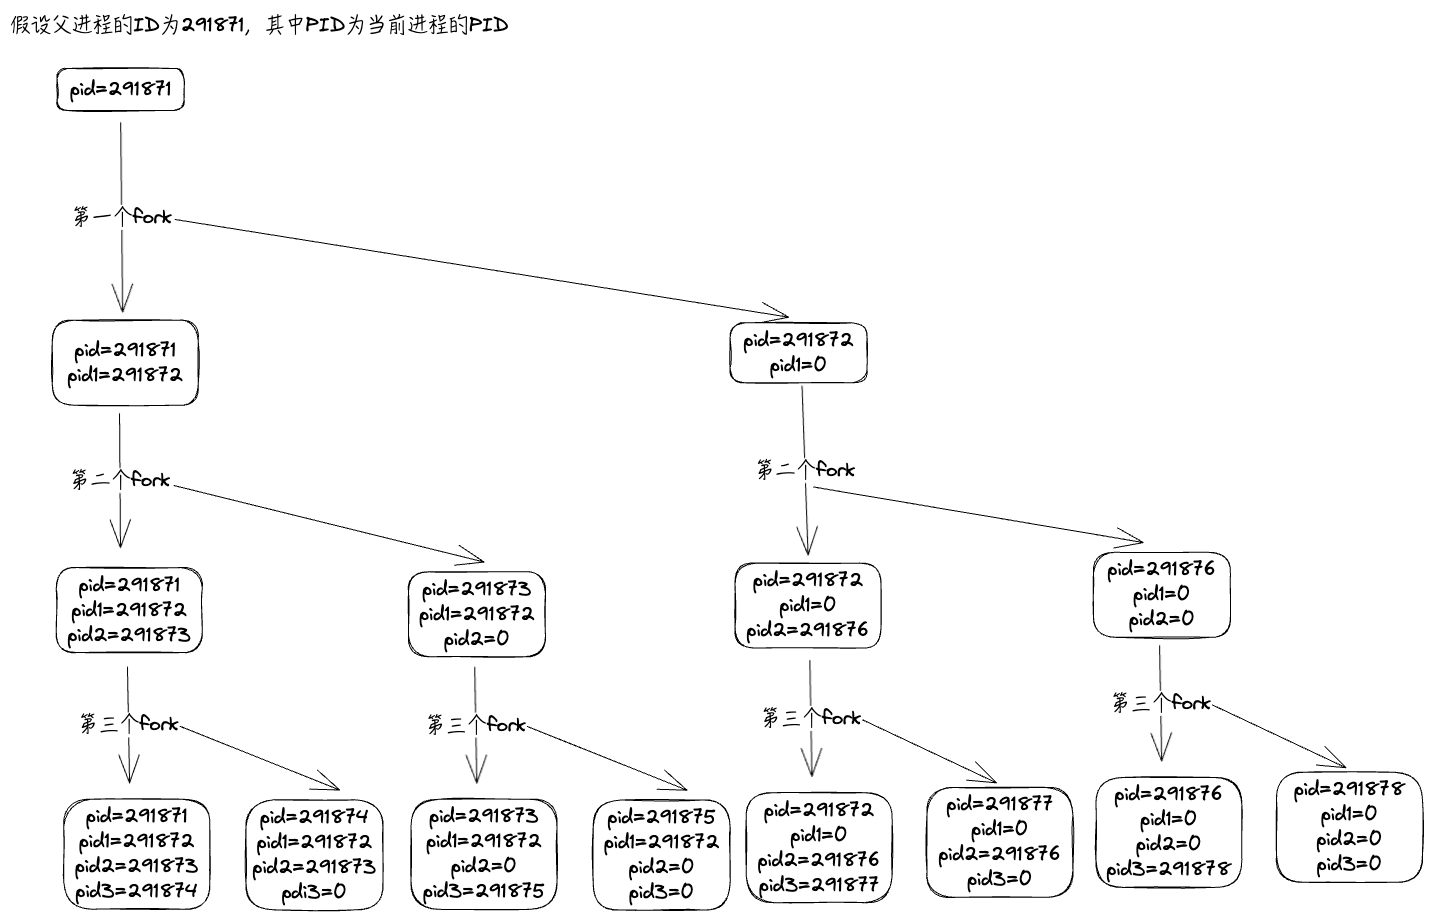 假设父进程的ID为291871，其中PID为当前进程的PID
pid=291871
第一个fork
pid=291871
pid1=291872
pid=291872
pid1=0
第二个fork
第二个fork
pid=291871
pid1=291872
pid2=291873
pid=291873
pid1=291872
pid2=0
pid=291872
pid1=0
pid2=291876
pid=291876
pid1=0
pid2=0
第三个fork
第三个fork
第三个fork
第三个fork
pid=291871
pid1=291872
pid2=291873
pid3=291874
pid=291874
pid1=291872
pid2=291873
pdi3=0
pid=291873
pid1=291872
pid2=0
pid3=291875
pid=291875
pid1=291872
pid2=0
pid3=0
pid=291872
pid1=0
pid2=291876
pid3=291877
pid=291877
pid1=0
pid2=291876
pid3=0
pid=291876
pid1=0
pid2=0
pid3=291878
pid=291878
pid1=0
pid2=0
pid3=0